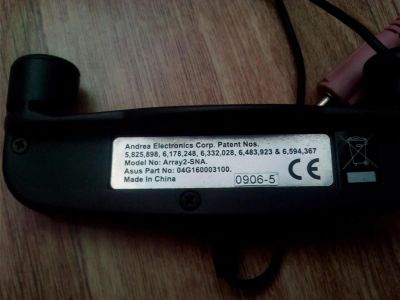 Andrea Electronics Corp. Patent Nos.
5,825,898, 6,178,248, 6,332,028, 6,483,923 & 6,594,367
Model No: Array2-SNA.
Asus Part No: 04G160003100.
Made in China
0906-5
CE